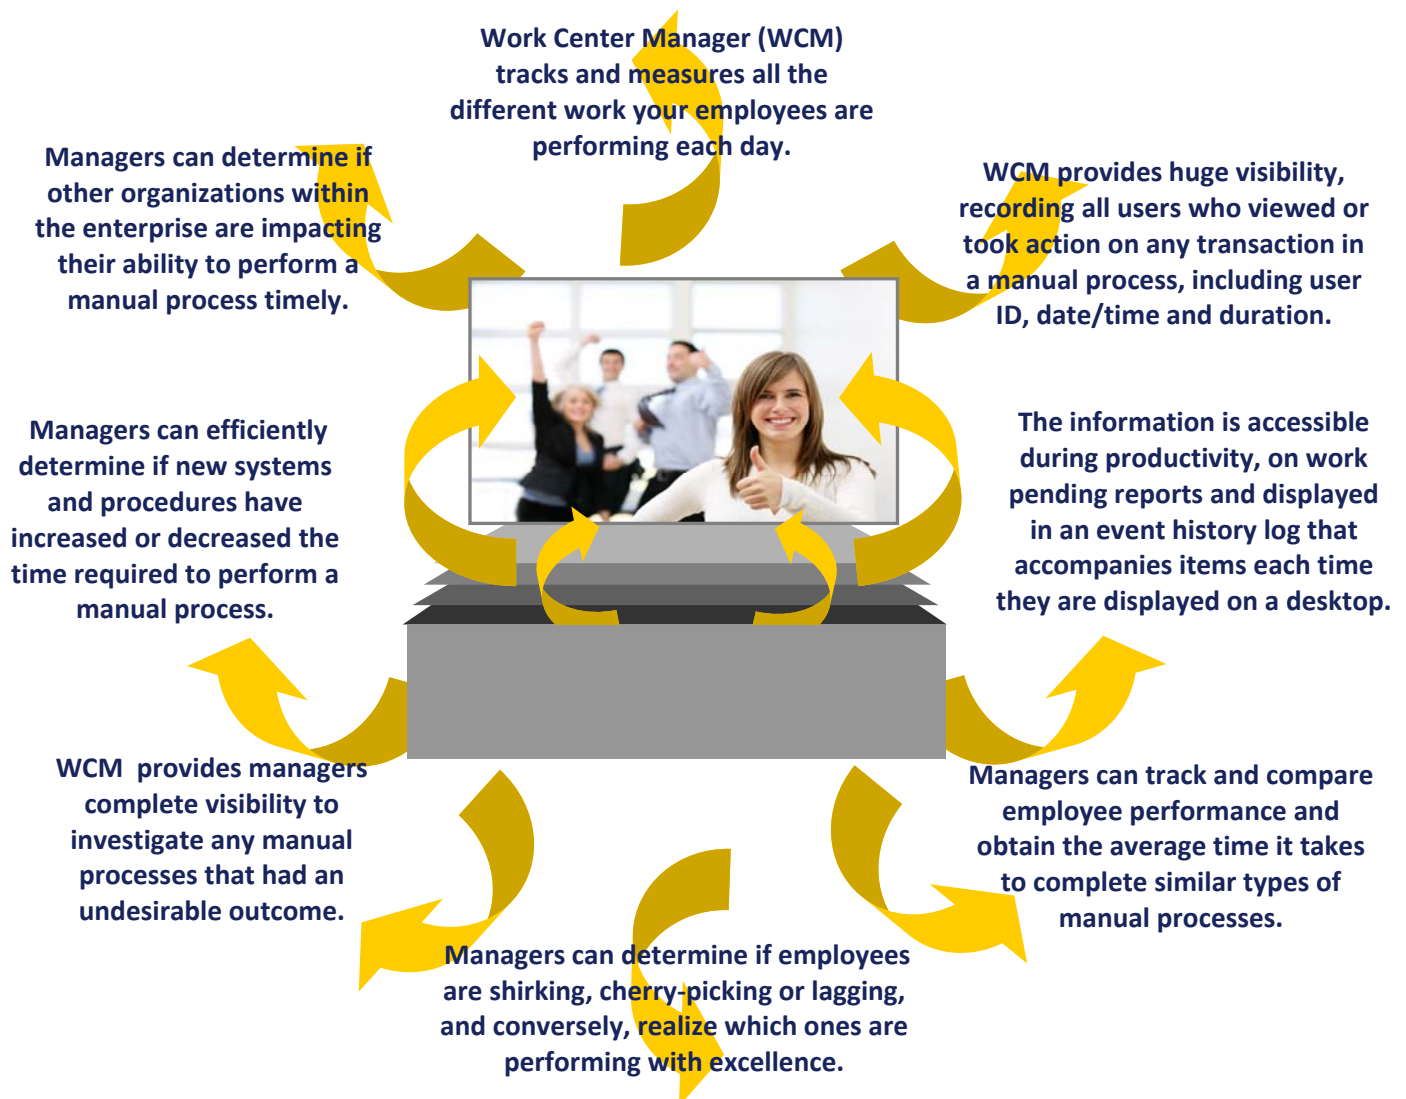 Work Center Manager (WCM)
tracks and measures all the
different work your employees are
performing each day.
Managers can determine if
other organizations within
the enterprise are impacting
their ability to perform a
manual process timely.
WCM provides huge visibility,
recording all users who viewed or
took action on any transaction in
a manual process, including user
ID, date/time and duration.
Managers can efficiently
determine if new systems
and procedures have
increased or decreased the
time required to perform a
manual process.
The information is accessible
during productivity, on work
pending reports and displayed
in an event history log that
accompanies items each time
they are displayed on a desktop.
WCM  provides managers
complete visibility to
investigate any manual
processes that had an
undesirable outcome.
Managers can track and compare
employee performance and
obtain the average time it takes
to complete similar types of
manual processes.
Managers can determine if employees
are shirking, cherry-picking or lagging,
and conversely, realize which ones are
performing with excellence.